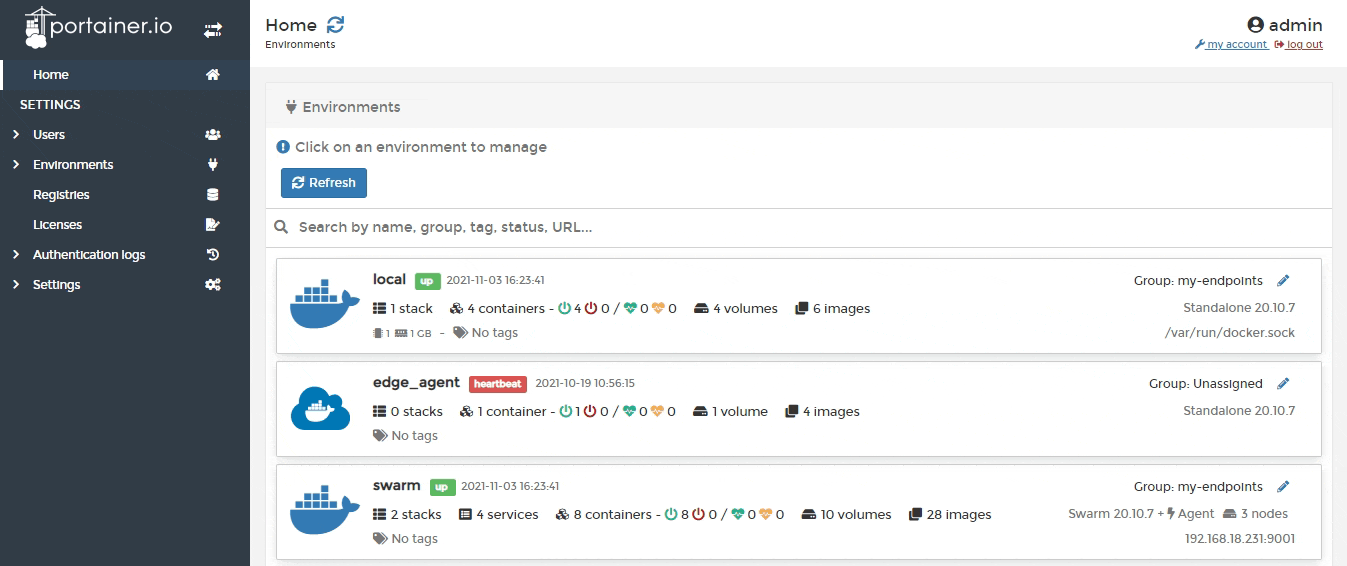 portainer.io
Home
SETTINGS
Users
Environments
Registries
Licenses
Authentication logs
Settings
Home
Environments
admin
my account log out
Environments
Click on an environment to manage
Refresh
Search by name, group, tag, status, URL...
local up 2021-11-03 16:23:41 Group: my-endpoints
1 stack 4 containers - 4 0 / 0 0 4 volumes 6 images Standalone 20.10.7
1 1 GB - No tags /var/run/docker.sock
edge_agent heartbeat 2021-10-19 10:56:15 Group: Unassigned
0 stacks 1 container - 1 0 / 0 0 1 volume 4 images Standalone 20.10.7
No tags
swarm up 2021-11-03 16:23:41 Group: my-endpoints
2 stacks 4 services 8 containers - 8 0 / 0 0 10 volumes 28 images Swarm 20.10.7 + Agent 3 nodes
No tags 192.168.18.231:9001